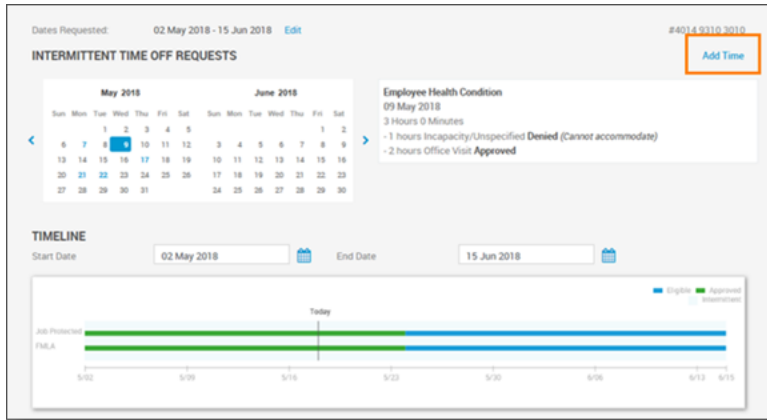 Dates Requested: 02 May 2018 - 15 Jun 2018 Edit #4014 9310 3010
INTERMITTENT TIME OFF REQUESTS Add Time
May 2018 June 2018
Sun Mon Tue Wed Thu Fri Sat Sun Mon Tue Wed Thu Fri Sat
1 2 3 4 5 1 2
6 7 8 9 10 11 12 3 4 5 6 7 8 9
13 14 15 16 17 18 19 10 11 12 13 14 15 16
20 21 22 23 24 25 26 17 18 19 20 21 22 23
27 28 29 30 31 24 25 26 27 28 29 30
Employee Health Condition
09 May 2018
3 Hours 0 Minutes
- 1 hours Incapacity/Unspecified Denied (Cannot accommodate)
- 2 hours Office Visit Approved
TIMELINE
Start Date 02 May 2018 End Date 15 Jun 2018
Eligible Approved
Intermittent
Today
Job Protected
FMLA
5/02 5/09 5/16 5/23 5/30 6/06 6/13 6/15